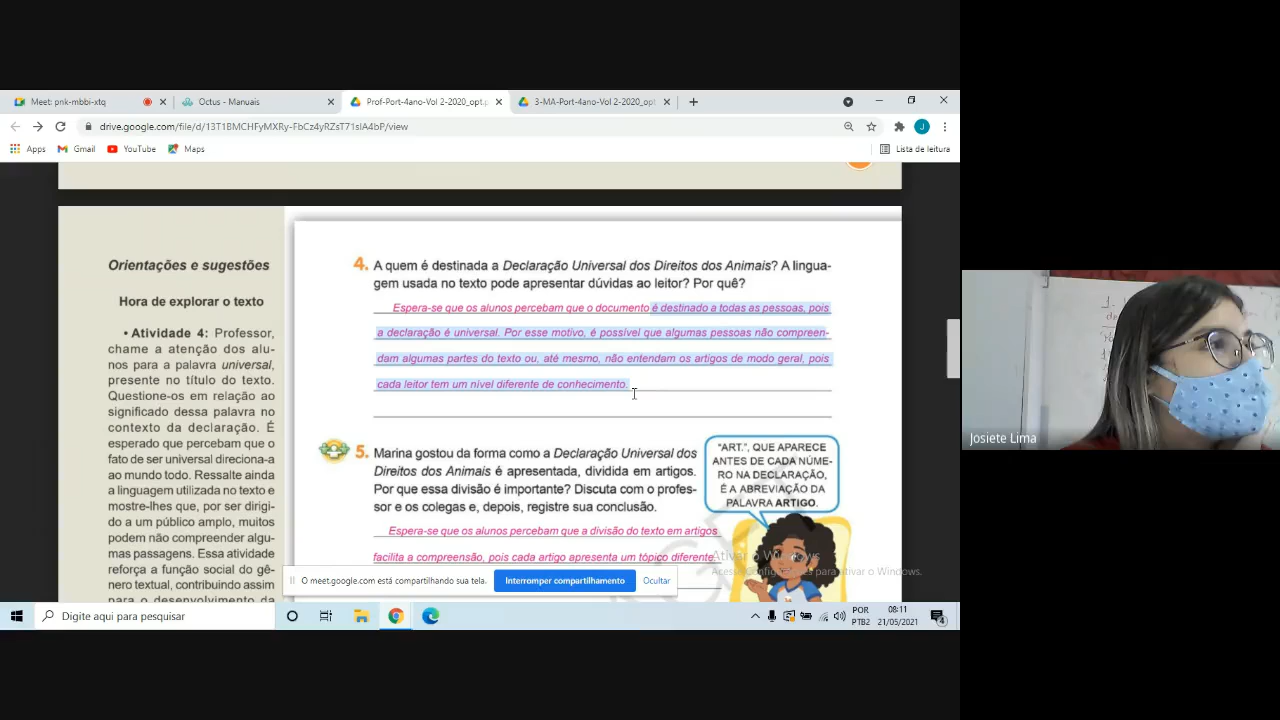 Meet: pnk-mbbi-xtq
Octus - Manuais
Prof-Port-4ano-Vol 2-2020_opt.p
3-MA-Port-4ano-Vol 2-2020_opt
drive.google.com/file/d/13T1BMCHFyMXRy-FbCz4yRZsT71sIA4bP/view
Apps
Gmail
YouTube
Maps
Lista de leitura
Orientações e sugestões
Hora de explorar o texto
• Atividade 4: Professor,
chame a atenção dos alu-
nos para a palavra universal,
presente no título do texto.
Questione-os em relação ao
significado dessa palavra no
contexto da declaração. É
esperado que percebam que o
fato de ser universal direciona-a
ao mundo todo. Ressalte ainda
a linguagem utilizada no texto e
mostre-lhes que, por ser dirigi-
do a um público amplo, muitos
podem não compreender algu-
mas passagens. Essa atividade
reforça a função social do gê-
nero textual, contribuindo assim
para o desenvolvimento da
4. A quem é destinada a Declaração Universal dos Direitos dos Animais? A lingua-
gem usada no texto pode apresentar dúvidas ao leitor? Por quê?
Espera-se que os alunos percebam que o documento é destinado a todas as pessoas, pois
a declaração é universal. Por esse motivo, é possível que algumas pessoas não compreen-
dam algumas partes do texto ou, até mesmo, não entendam os artigos de modo geral, pois
cada leitor tem um nível diferente de conhecimento.
5. Marina gostou da forma como a Declaração Universal dos
Direitos dos Animais é apresentada, dividida em artigos.
Por que essa divisão é importante? Discuta com o profes-
sor e os colegas e, depois, registre sua conclusão.
Espera-se que os alunos percebam que a divisão do texto em artigos
facilita a compreensão, pois cada artigo apresenta um tópico diferente.
"ART.", QUE APARECE
ANTES DE CADA NÚME-
RO NA DECLARAÇÃO,
É A ABREVIAÇÃO DA
PALAVRA ARTIGO.
Ativar o Windows
Acesse Configurações para ativar o Windows.
O meet.google.com está compartilhando sua tela.
Interromper compartilhamento
Ocultar
Digite aqui para pesquisar
POR
PTB2
08:11
21/05/2021
4
J
Josiete Lima